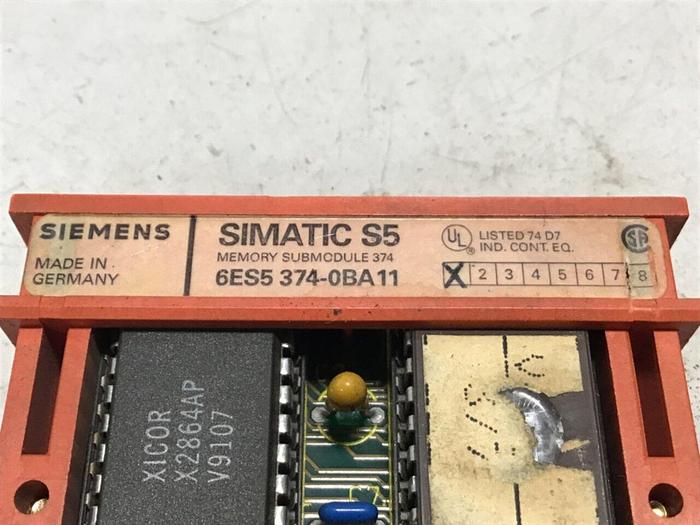 SIEMENS
MADE IN
GERMANY
SIMATIC S5
MEMORY SUBMODULE 374
6ES5 374-0BA11
UL
LISTED 74 D7
IND. CONT. EQ.
X 2 3 4 5 6 7 8
XICOR
X2864AP
V9107